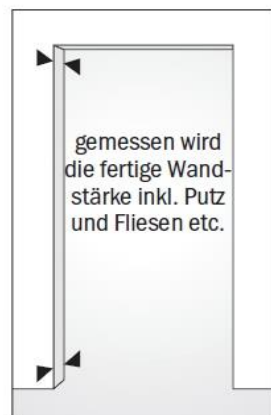 gemessen wird
die fertige Wand-
stärke inkl. Putz
und Fliesen etc.